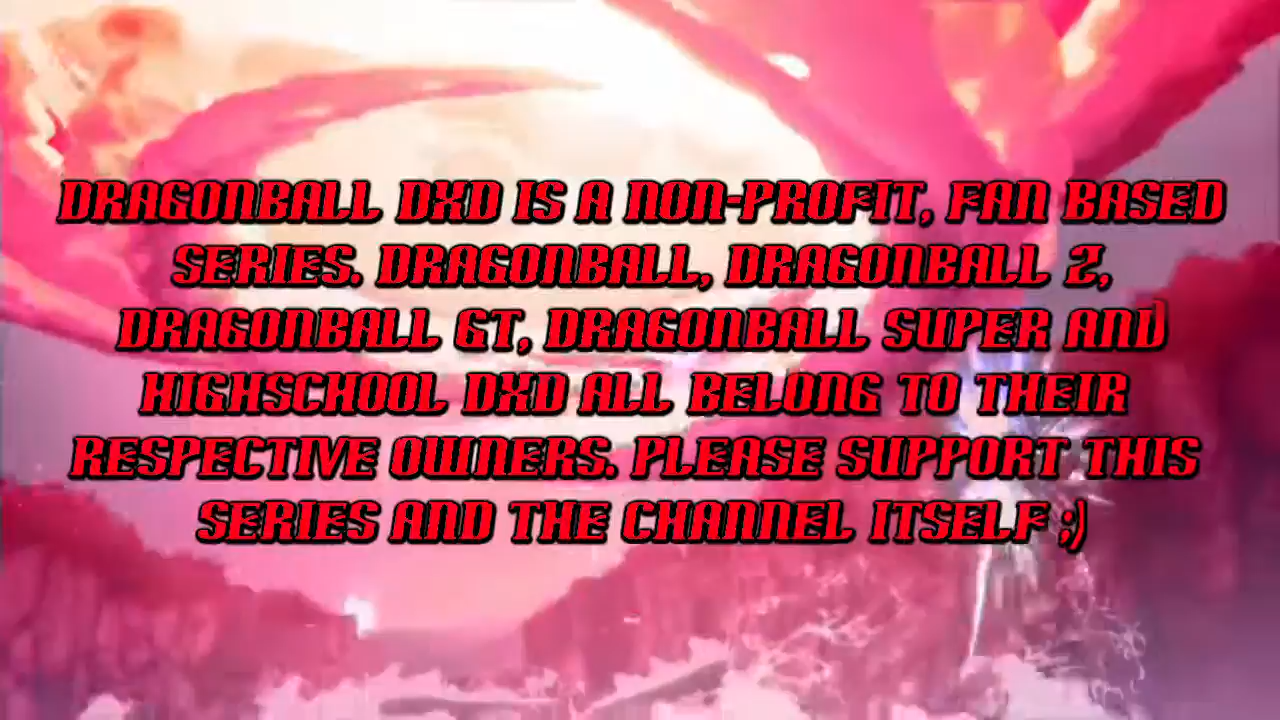 DRAGONBALL DXD IS A NON-PROFIT, FAN BASED
SERIES. DRAGONBALL, DRAGONBALL Z,
DRAGONBALL GT, DRAGONBALL SUPER AND
HIGHSCHOOL DXD ALL BELONG TO THEIR
RESPECTIVE OWNERS. PLEASE SUPPORT THIS
SERIES AND THE CHANNEL ITSELF ;)